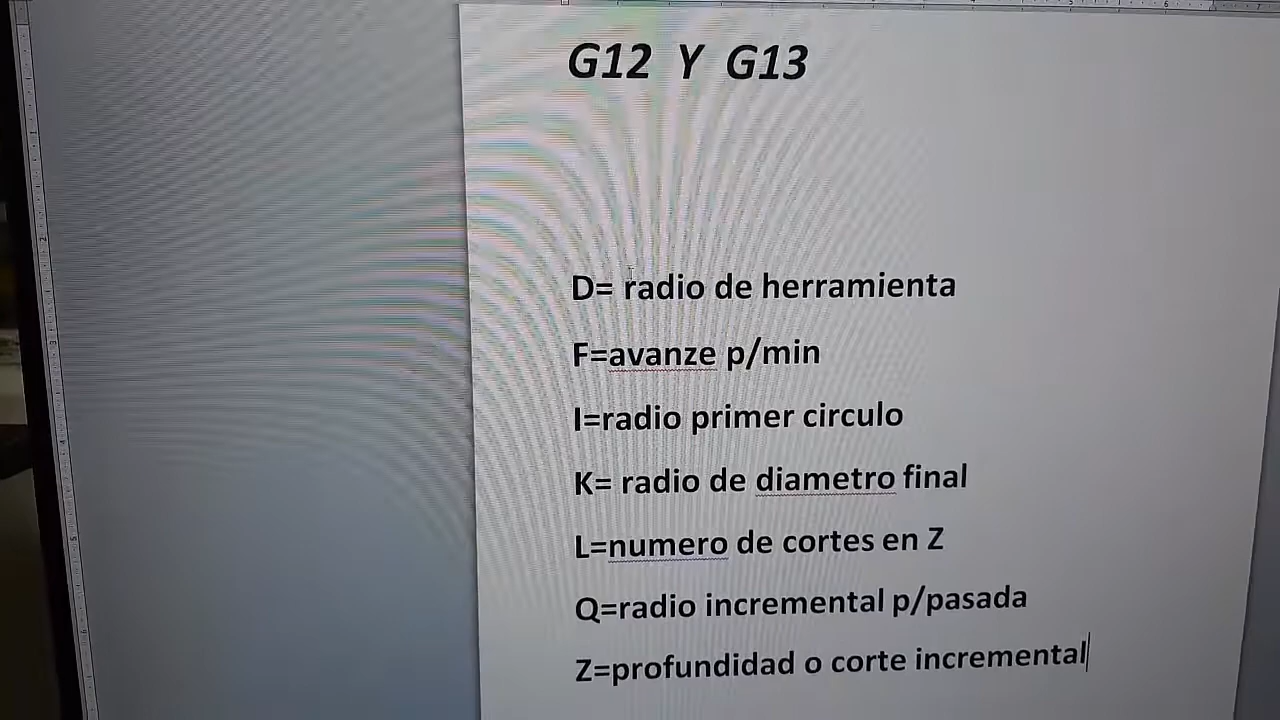 G12 Y G13
D= radio de herramienta
F=avanze p/min
I=radio primer circulo
K= radio de diametro final
L=numero de cortes en Z
Q=radio incremental p/pasada
Z=profundidad o corte incremental